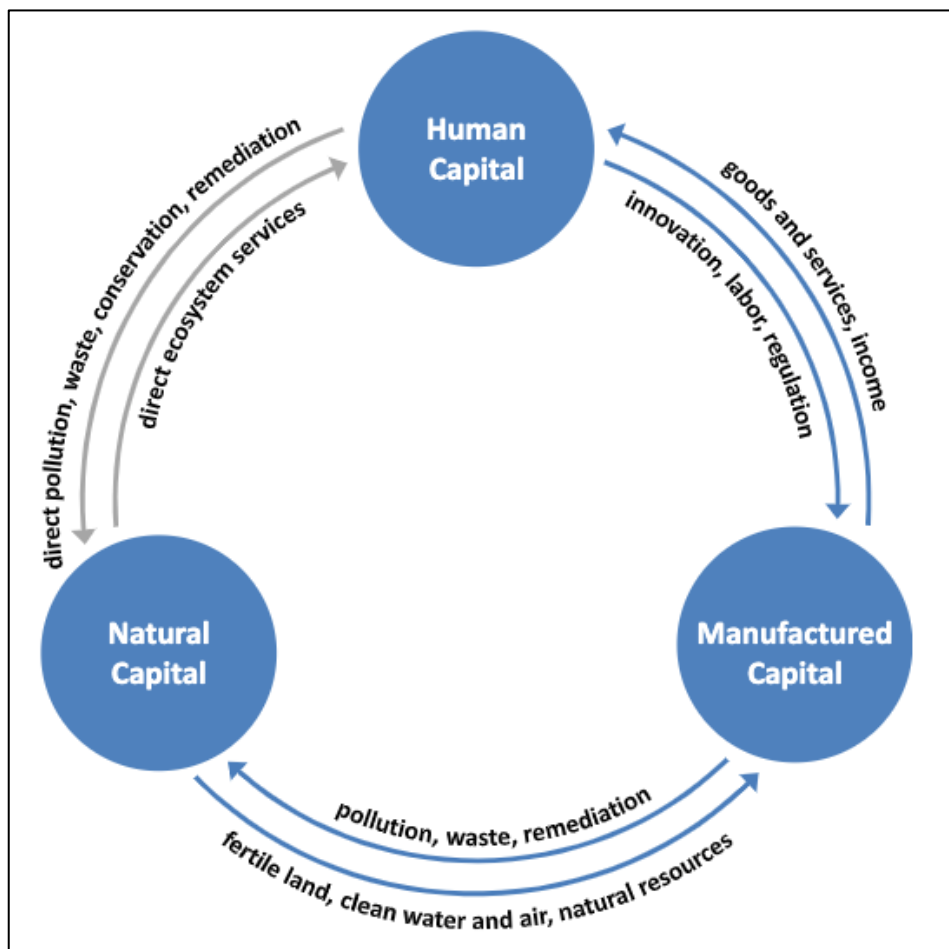 Human
Capital
direct pollution, waste, conservation, remediation
direct ecosystem services
goods and services, income
innovation, labor, regulation
Natural
Capital
Manufactured
Capital
pollution, waste, remediation
fertile land, clean water and air, natural resources